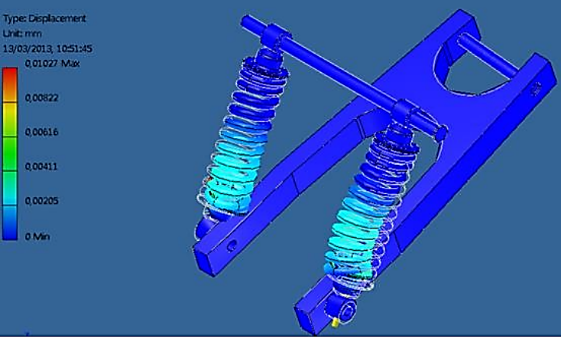 Type: Displacement
Unit: mm
13/03/2013, 10:51:45
0,01027 Max
0,00822
0,00616
0,00411
0,00205
0 Min